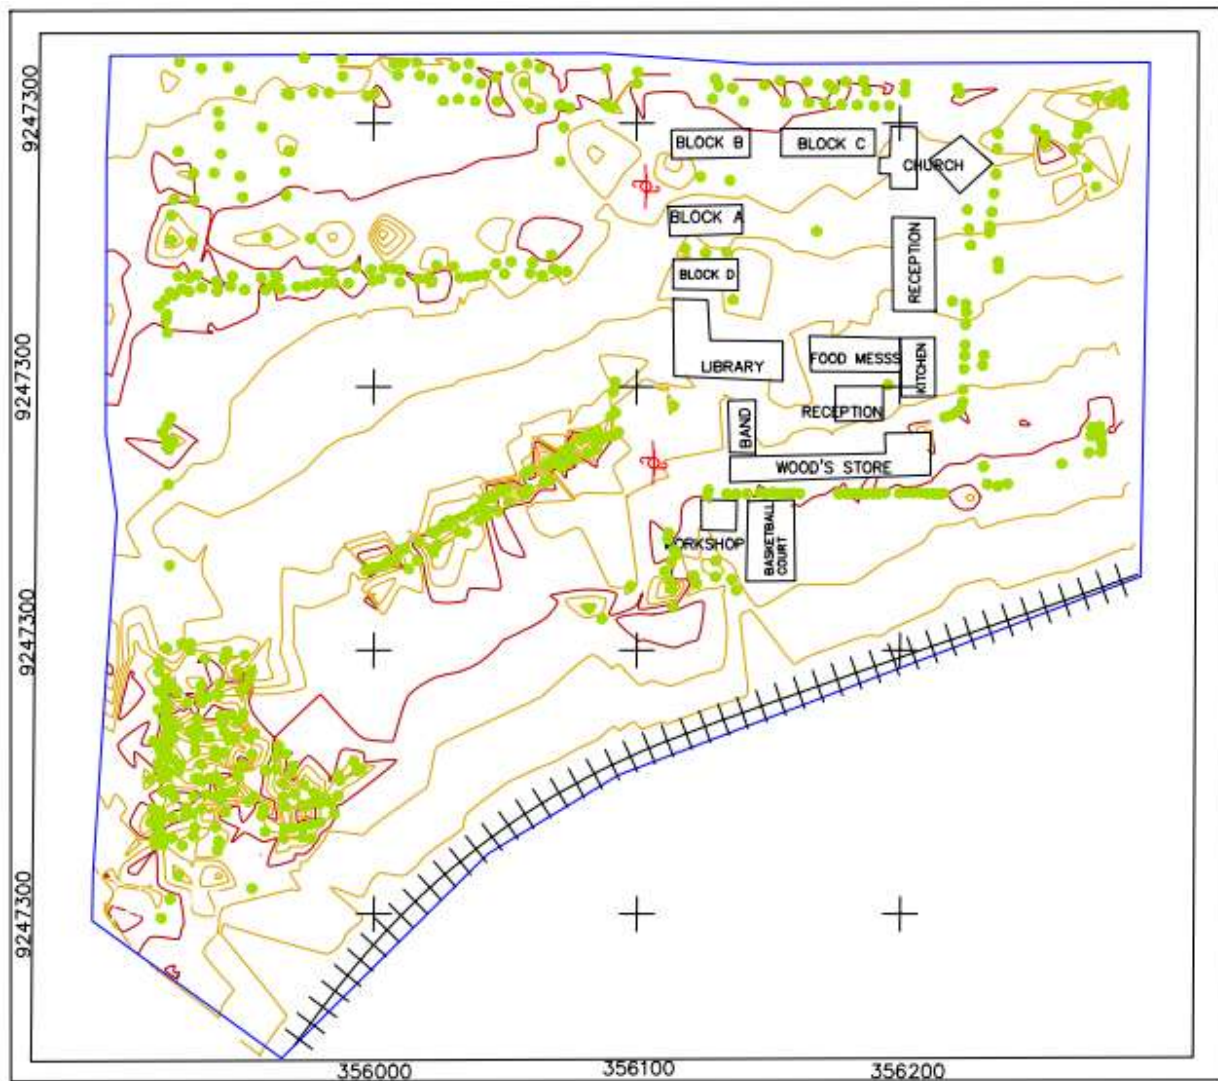 9247300
BLOCK B
BLOCK C
CHURCH
BLOCK A
RECEPTION
BLOCK D
9247300
LIBRARY
FOOD MESSS
KITCHEN
RECEPTION
BAND
WOOD'S STORE
WORKSHOP
BASKETBALL
COURT
9247300
9247300
356000
356100
356200